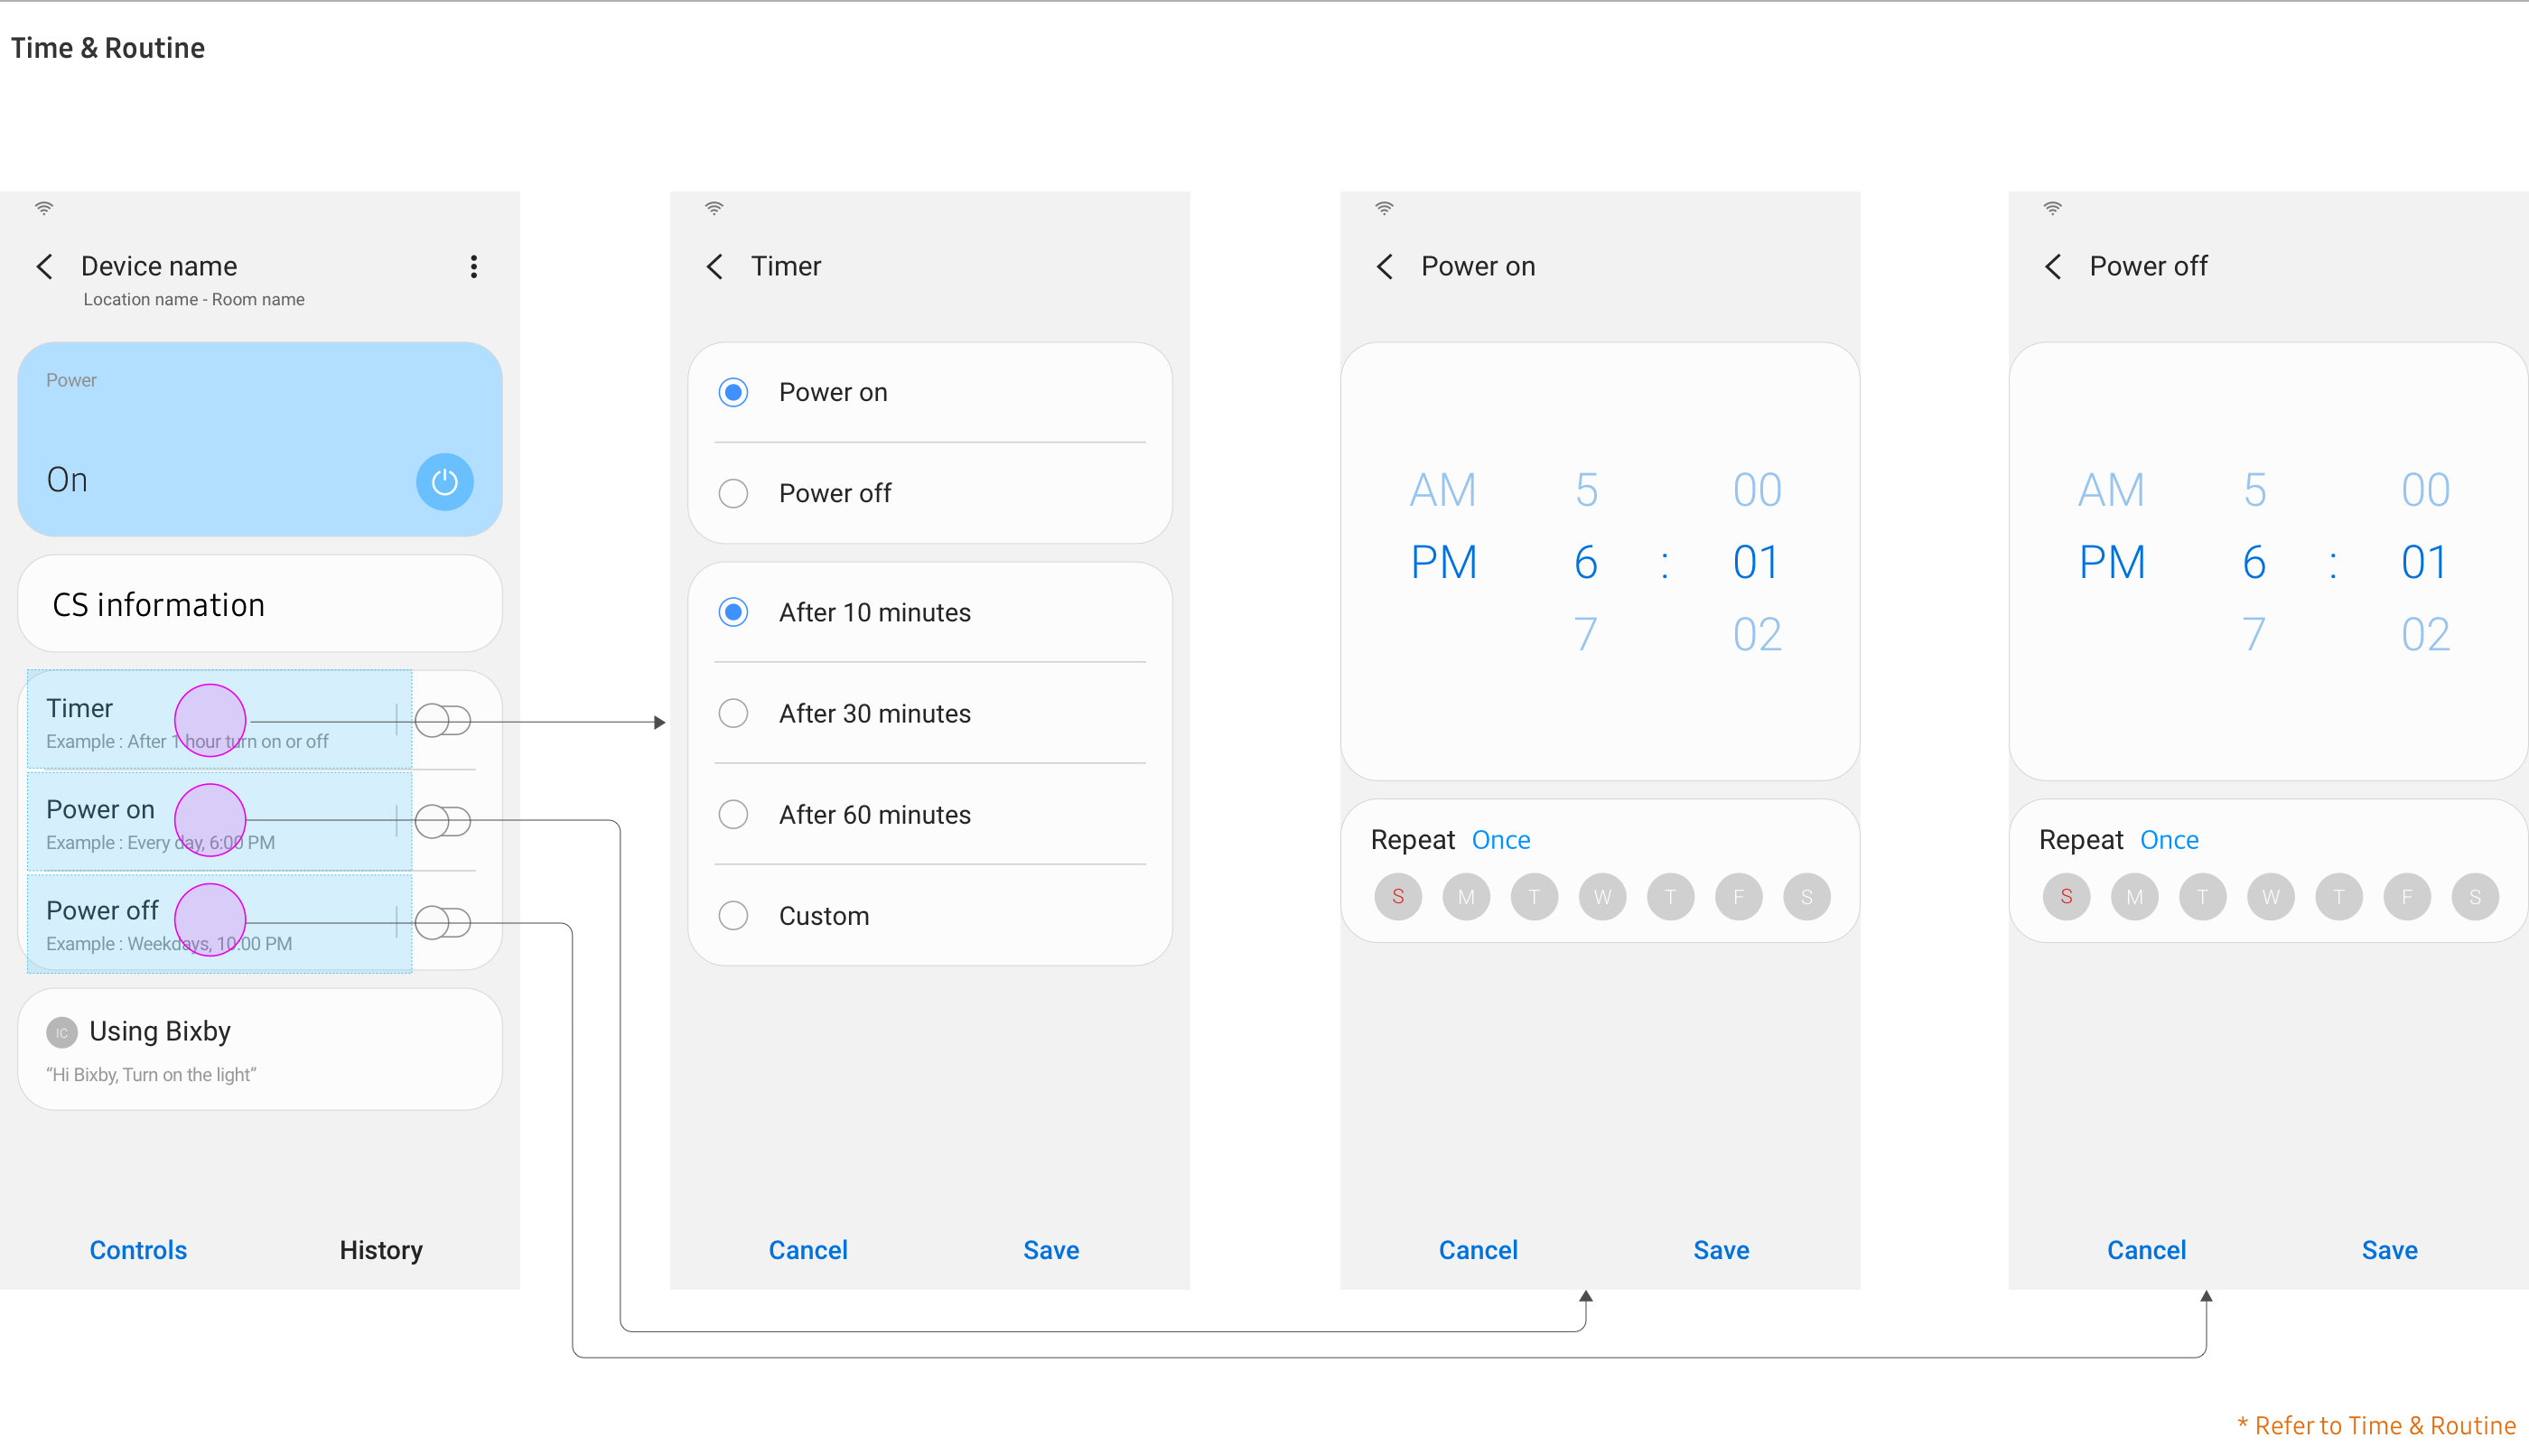 Time & Routine
Device name
Location name - Room name
Power
On
CS information
Timer
Example : After 1 hour turn on or off
Power on
Example : Every day, 6:00 PM
Power off
Example : Weekdays, 10:00 PM
IC Using Bixby
“Hi Bixby, Turn on the light”
Controls History
Timer
Power on
Power off
After 10 minutes
After 30 minutes
After 60 minutes
Custom
Cancel Save
Power on
AM 5 00
PM 6 : 01
7 02
Repeat Once
S M T W T F S
Cancel Save
Power off
AM 5 00
PM 6 : 01
7 02
Repeat Once
S M T W T F S
Cancel Save
* Refer to Time & Routine